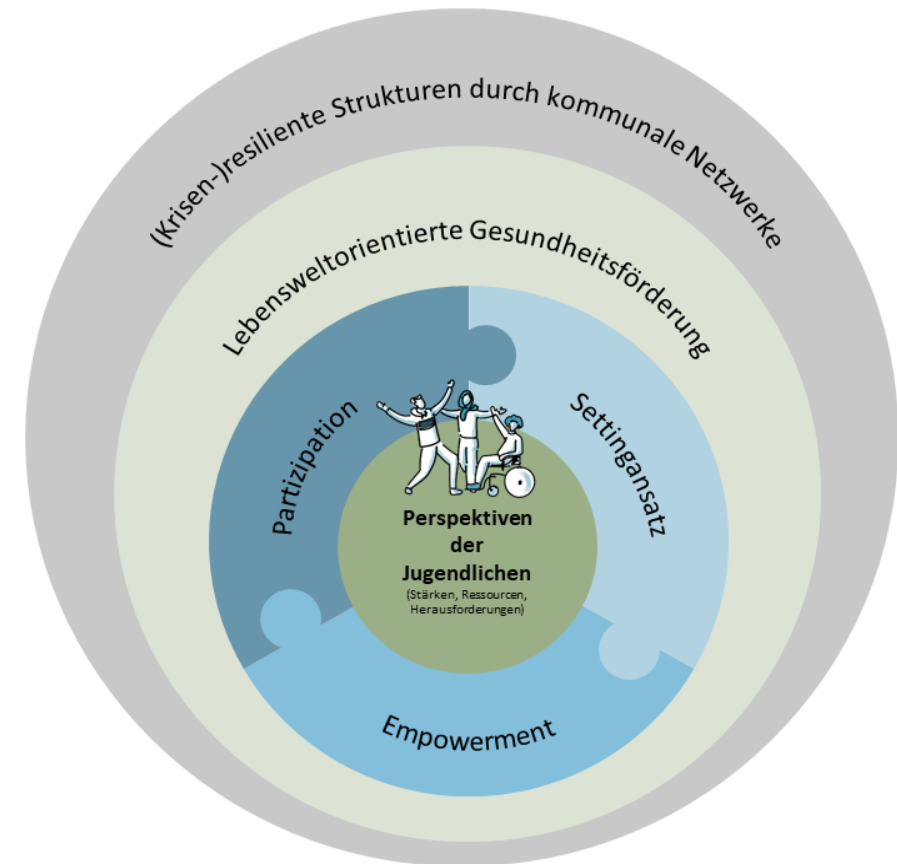 (Krisen-)resiliente Strukturen durch kommunale Netzwerke
Lebensweltorientierte Gesundheitsförderung
Partizipation
Settingansatz
Perspektiven
der
Jugendlichen
(Stärken, Ressourcen,
Herausforderungen)
Empowerment